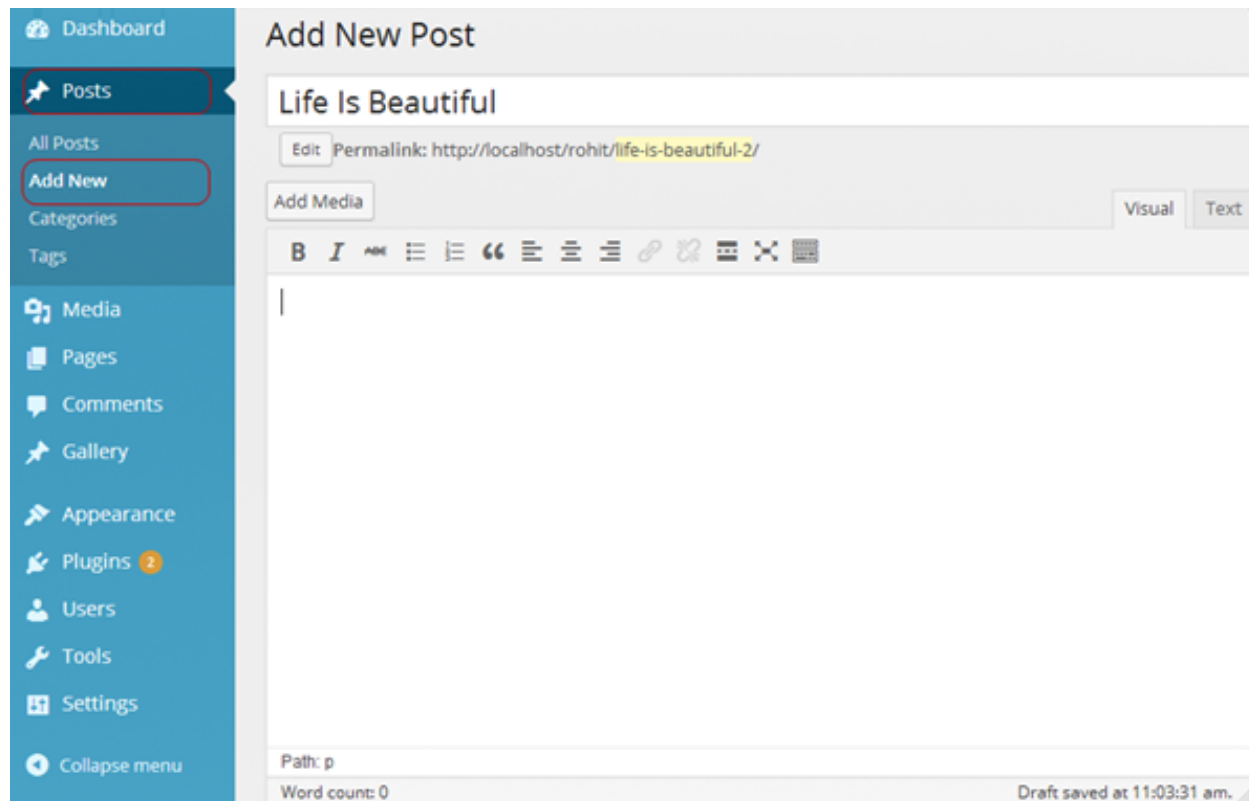 Dashboard
Posts
All Posts
Add New
Categories
Tags
Media
Pages
Comments
Gallery
Appearance
Plugins 2
Users
Tools
Settings
Collapse menu
Add New Post
Life Is Beautiful
Edit Permalink: http://localhost/rohit/life-is-beautiful-2/
Add Media
Visual Text
B I ABC
Path: p
Word count: 0 Draft saved at 11:03:31 am.